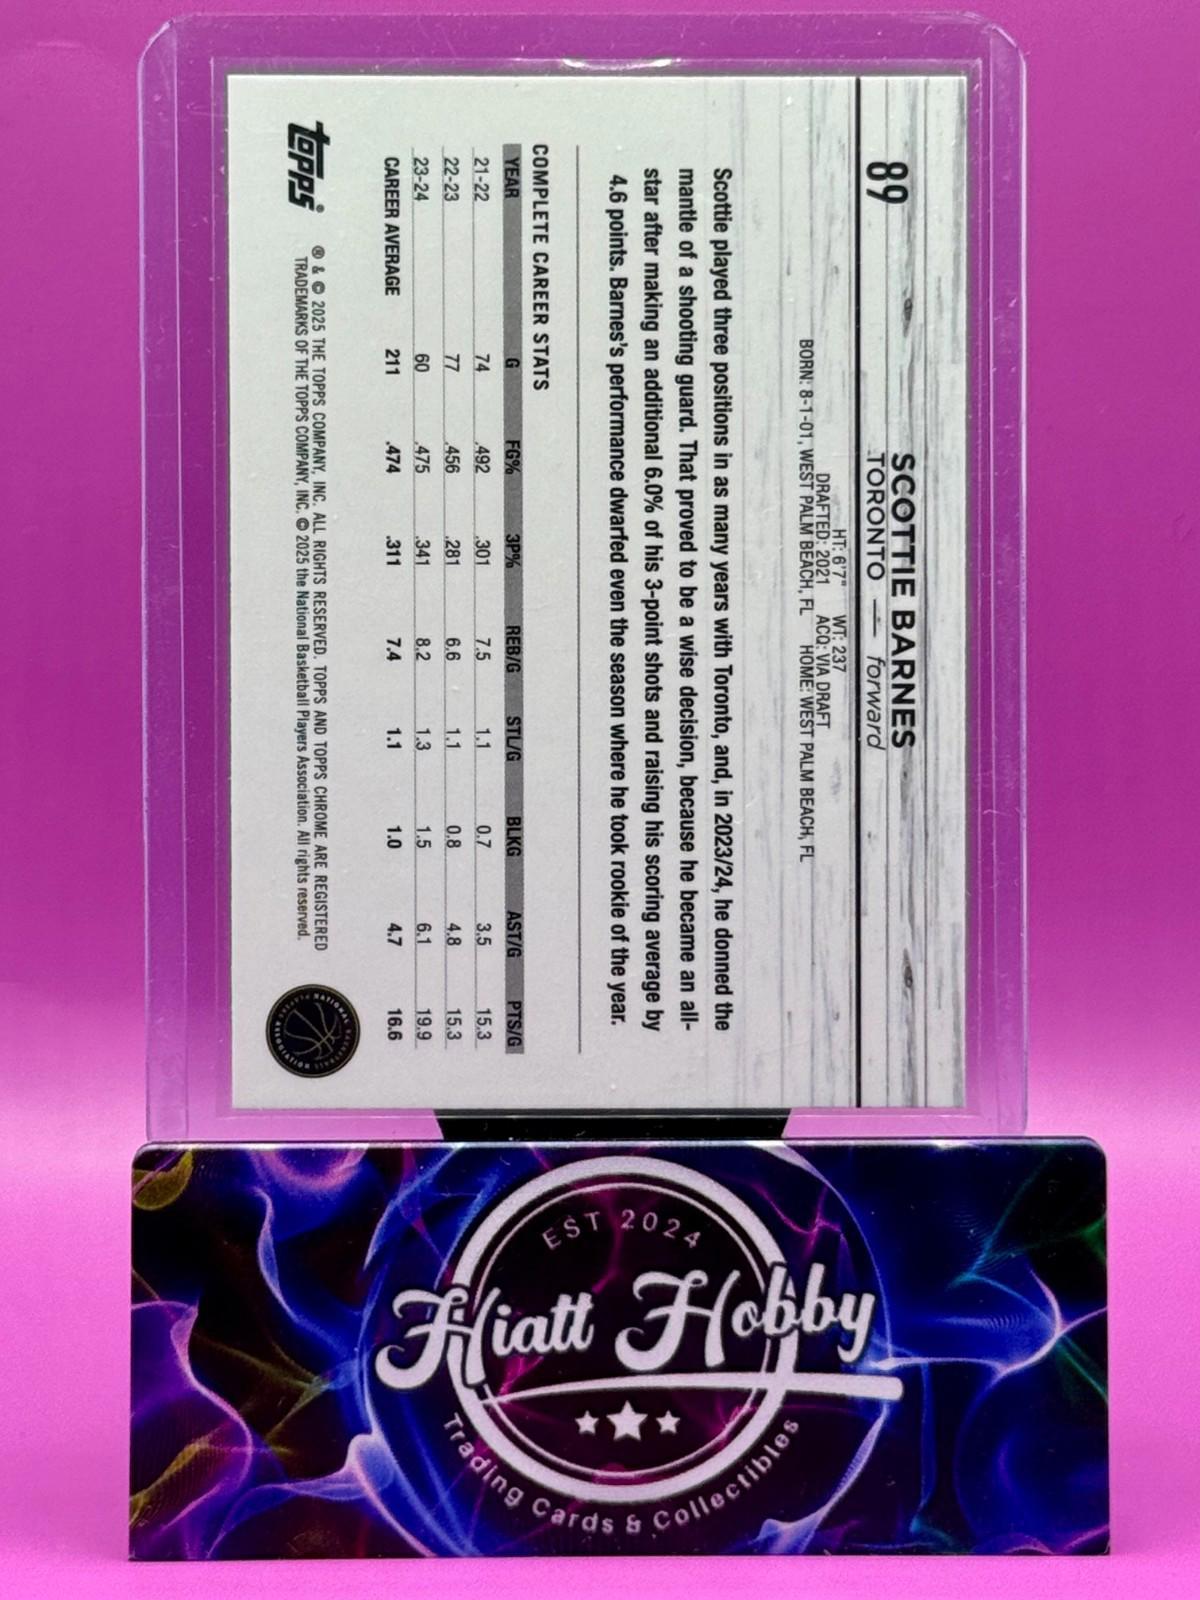 89
SCOTTIE BARNES
TORONTO — forward
HT: 6'7" WT: 237
DRAFTED: 2021 ACQ: VIA DRAFT
BORN: 8-1-01, WEST PALM BEACH, FL HOME: WEST PALM BEACH, FL
Scottie played three positions in as many years with Toronto, and, in 2023/24, he donned the
mantle of a shooting guard. That proved to be a wise decision, because he became an all-
star after making an additional 6.0% of his 3-point shots and raising his scoring average by
4.6 points. Barnes's performance dwarfed even the season where he took rookie of the year.
COMPLETE CAREER STATS
YEAR G FG% 3P% REB/G STL/G BLKG AST/G PTS/G
21-22 74 .492 .301 7.5 1.1 0.7 3.5 15.3
22-23 77 .456 .281 6.6 1.1 0.8 4.8 15.3
23-24 60 .475 .341 8.2 1.3 1.5 6.1 19.9
CAREER AVERAGE 211 .474 .311 7.4 1.1 1.0 4.7 16.6
topps®
® & © 2025 THE TOPPS COMPANY, INC. ALL RIGHTS RESERVED. TOPPS AND TOPPS CHROME ARE REGISTERED
TRADEMARKS OF THE TOPPS COMPANY, INC. © 2025 the National Basketball Players Association. All rights reserved.
NATIONAL BASKETBALL PLAYERS ASSOCIATION
EST 2024
Hiatt Hobby
Trading Cards & Collectibles